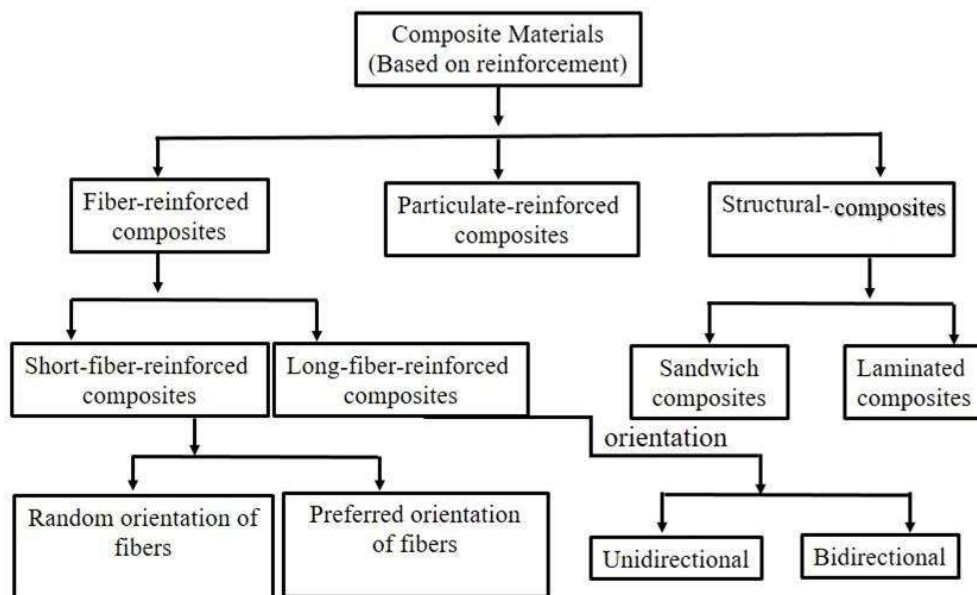 Composite Materials
(Based on reinforcement)
Fiber-reinforced
composites
Particulate-reinforced
composites
Structural- composites
Short-fiber-reinforced
composites
Long-fiber-reinforced
composites
Sandwich
composites
Laminated
composites
orientation
Random orientation of
fibers
Preferred orientation
of fibers
Unidirectional
Bidirectional